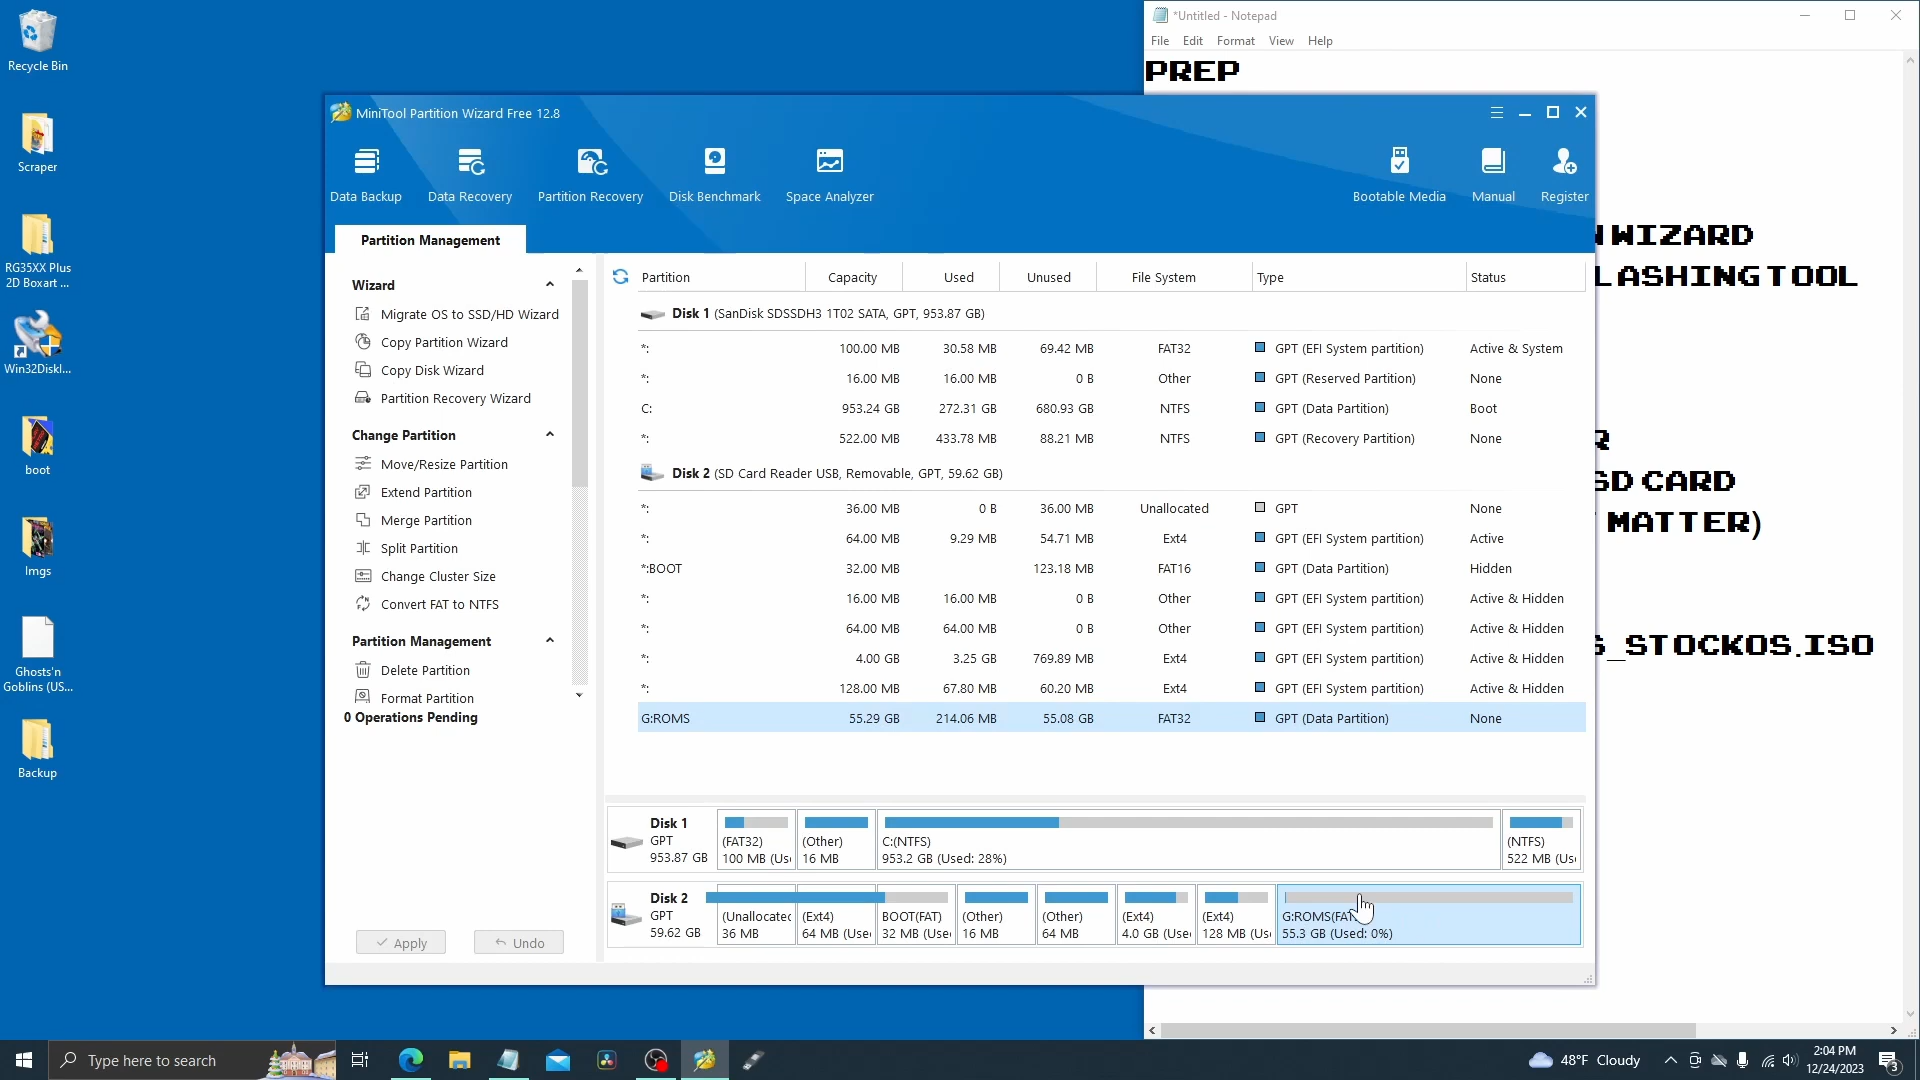 Recycle Bin
Scraper
RG35XX Plus
2D Boxart ...
Win32DiskI...
boot
Imgs
Ghosts'n
Goblins (US...
Backup
*Untitled - Notepad
File Edit Format View Help
PREP
N WIZARD
LASHING TOOL
R
SD CARD
MATTER)
S_STOCKOS.ISO
MiniTool Partition Wizard Free 12.8
Data Backup Data Recovery Partition Recovery Disk Benchmark Space Analyzer Bootable Media Manual Register
Partition Management
Wizard
Migrate OS to SSD/HD Wizard
Copy Partition Wizard
Copy Disk Wizard
Partition Recovery Wizard
Change Partition
Move/Resize Partition
Extend Partition
Merge Partition
Split Partition
Change Cluster Size
Convert FAT to NTFS
Partition Management
Delete Partition
Format Partition
0 Operations Pending
Apply Undo
Partition Capacity Used Unused File System Type Status
Disk 1 (SanDisk SDSSDH3 1T02 SATA, GPT, 953.87 GB)
*: 100.00 MB 30.58 MB 69.42 MB FAT32 GPT (EFI System partition) Active & System
*: 16.00 MB 16.00 MB 0 B Other GPT (Reserved Partition) None
C: 953.24 GB 272.31 GB 680.93 GB NTFS GPT (Data Partition) Boot
*: 522.00 MB 433.78 MB 88.21 MB NTFS GPT (Recovery Partition) None
Disk 2 (SD Card Reader USB, Removable, GPT, 59.62 GB)
*: 36.00 MB 0 B 36.00 MB Unallocated GPT None
*: 64.00 MB 9.29 MB 54.71 MB Ext4 GPT (EFI System partition) Active
*:BOOT 32.00 MB 123.18 MB FAT16 GPT (Data Partition) Hidden
*: 16.00 MB 16.00 MB 0 B Other GPT (EFI System partition) Active & Hidden
*: 64.00 MB 64.00 MB 0 B Other GPT (EFI System partition) Active & Hidden
*: 4.00 GB 3.25 GB 769.89 MB Ext4 GPT (EFI System partition) Active & Hidden
*: 128.00 MB 67.80 MB 60.20 MB Ext4 GPT (EFI System partition) Active & Hidden
G:ROMS 55.29 GB 214.06 MB 55.08 GB FAT32 GPT (Data Partition) None
Disk 1
GPT
953.87 GB
(FAT32)
100 MB (Use
(Other)
16 MB
C:(NTFS)
953.2 GB (Used: 28%)
(NTFS)
522 MB (Use
Disk 2
GPT
59.62 GB
(Unallocated
36 MB
(Ext4)
64 MB (Used
BOOT(FAT)
32 MB (Used
(Other)
16 MB
(Other)
64 MB
(Ext4)
4.0 GB (Used
(Ext4)
128 MB (Us
G:ROMS(FAT
55.3 GB (Used: 0%)
Type here to search
48°F Cloudy
2:04 PM
12/24/2023
3